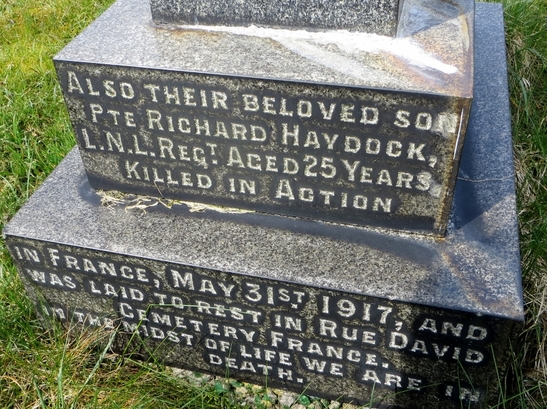 ALSO THEIR BELOVED SON
PTE RICHARD HAYDOCK,
L.N.L.REGT. AGED 25 YEARS,
KILLED IN ACTION
IN FRANCE, MAY 31ST 1917, AND
WAS LAID TO REST IN RUE DAVID
CEMETERY, FRANCE.
IN THE MIDST OF LIFE WE ARE IN
DEATH.